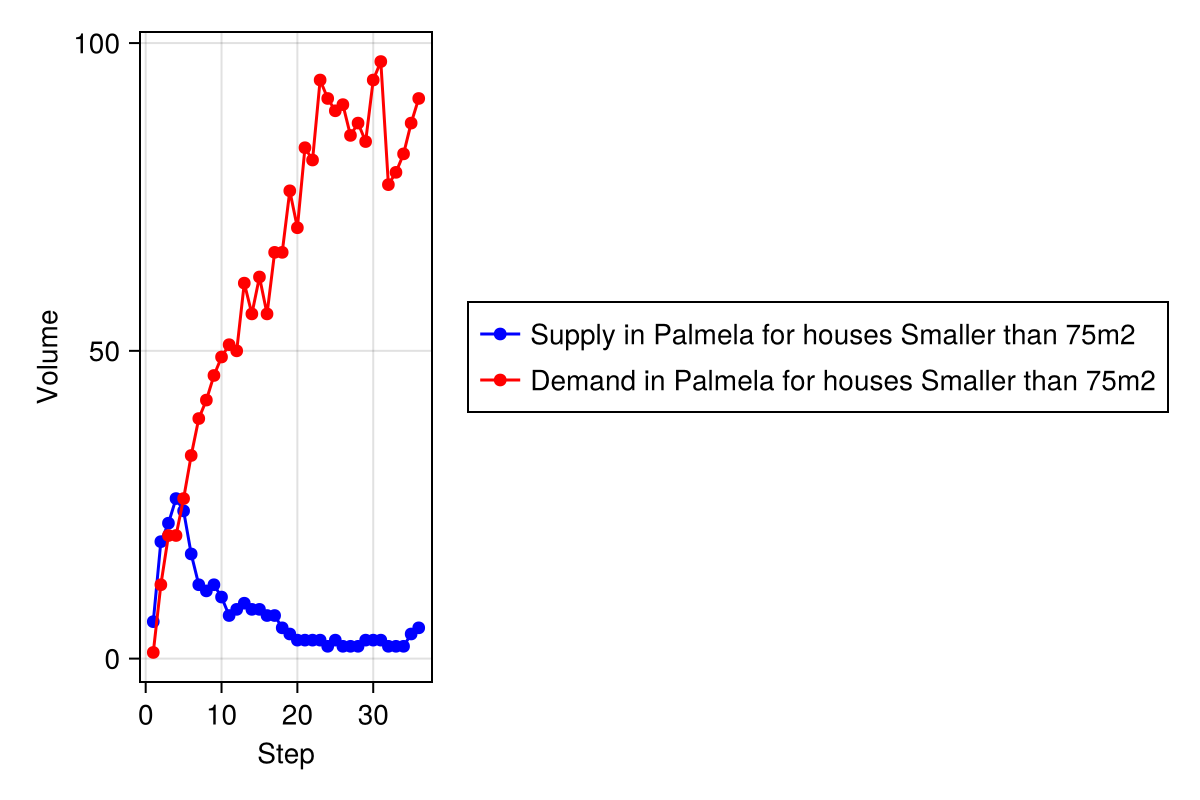 100
50
0
Volume
0 10 20 30
Step
Supply in Palmela for houses Smaller than 75m2
Demand in Palmela for houses Smaller than 75m2